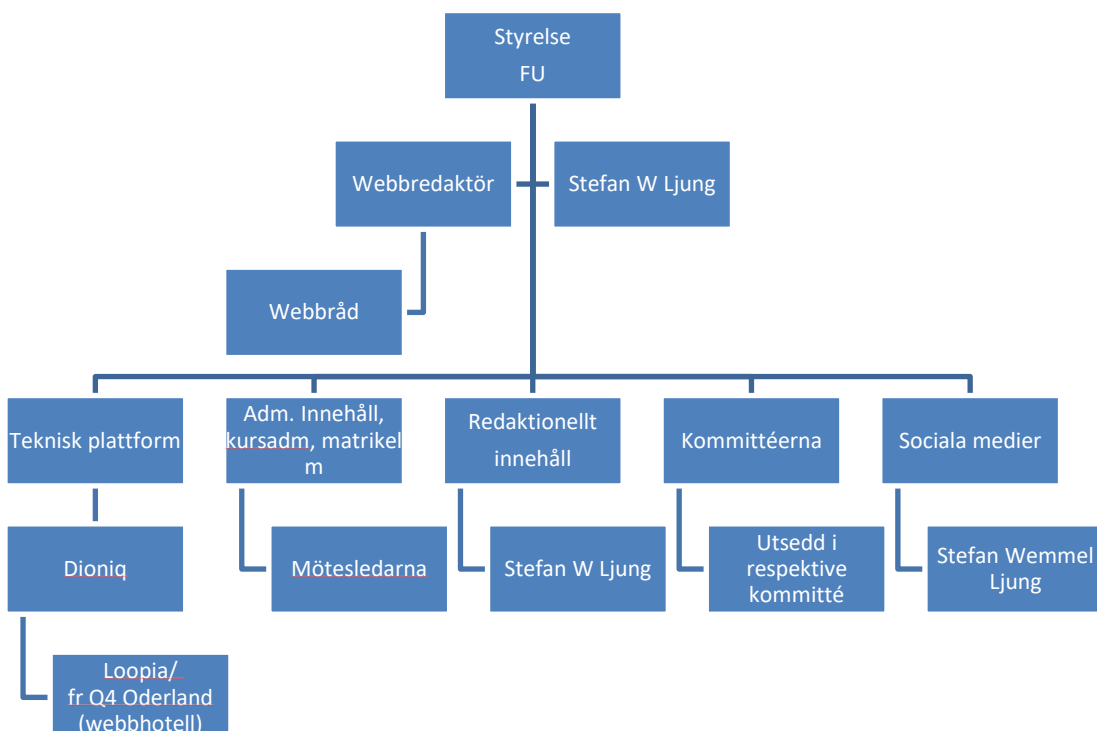 Styrelse
FU
Webbredaktör
Stefan W Ljung
Webbråd
Teknisk plattform
Adm. Innehåll,
kursadm, matrikel
m
Redaktionellt
innehåll
Kommittéerna
Sociala medier
Dioniq
Mötesledarna
Stefan W Ljung
Utsedd i
respektive
kommitté
Stefan Wemmel
Ljung
Loopia/
fr Q4 Oderland
(webbhotell)